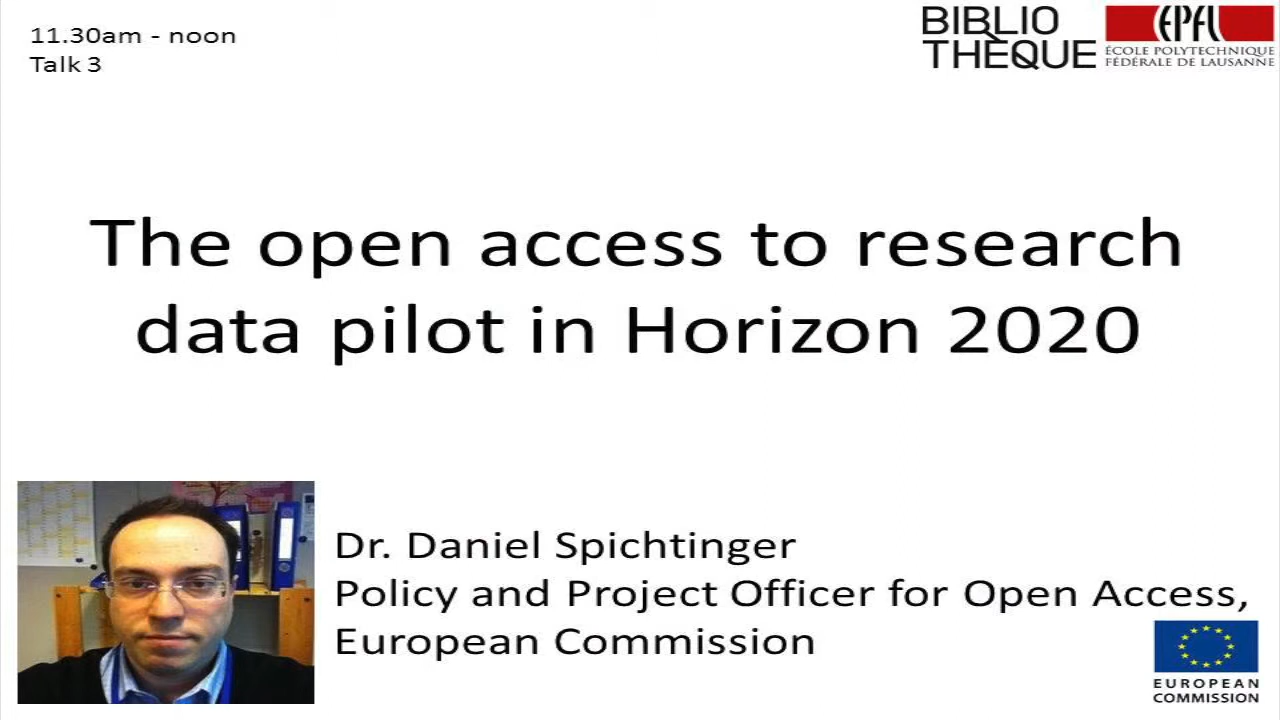 11.30am - noon
Talk 3
BIBLIO
THEQUE
EPFL
ÉCOLE POLYTECHNIQUE
FÉDÉRALE DE LAUSANNE
The open access to research
data pilot in Horizon 2020
Dr. Daniel Spichtinger
Policy and Project Officer for Open Access,
European Commission
EUROPEAN
COMMISSION